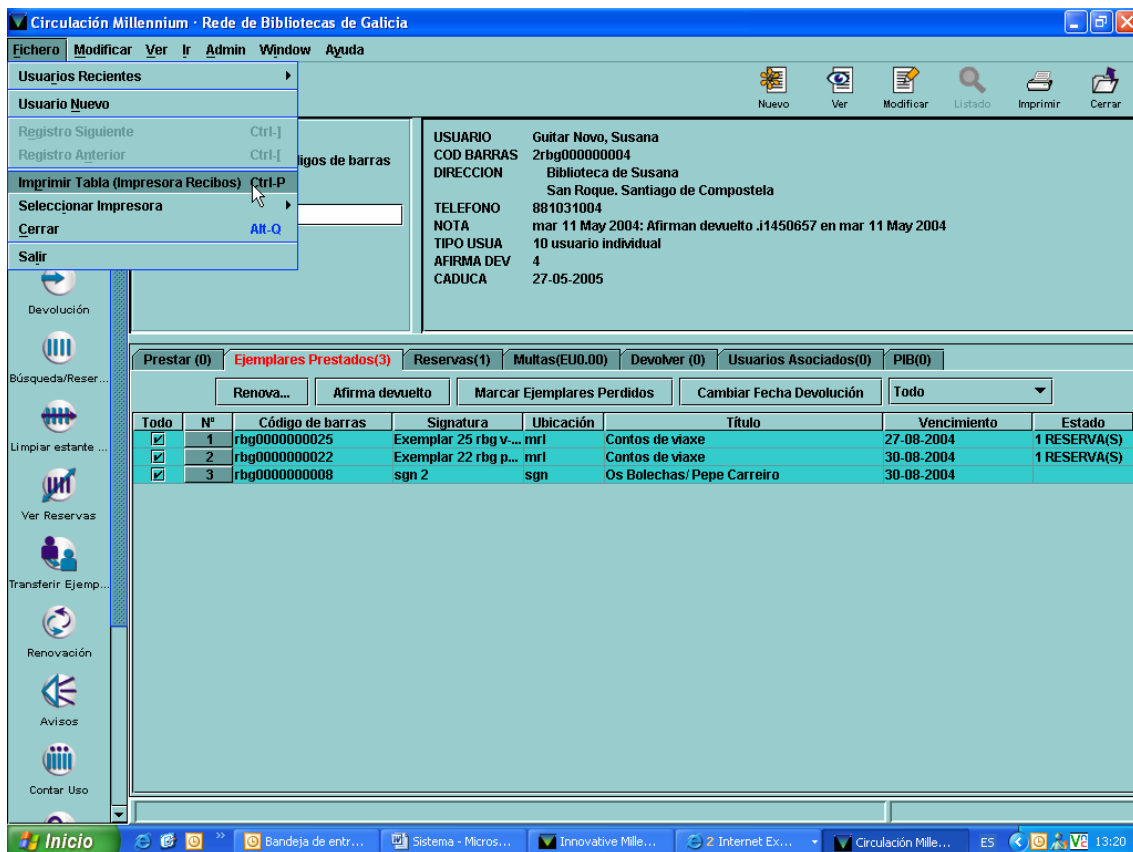 Circulación Millennium · Rede de Bibliotecas de Galicia
Fichero Modificar Ver Ir Admin Window Ayuda
Usuarios Recientes
Usuario Nuevo
Registro Siguiente Ctrl-]
Registro Anterior Ctrl-[
Imprimir Tabla (Impresora Recibos) Ctrl-P
Seleccionar Impresora
Cerrar Alt-Q
Salir
Nuevo Ver Modificar Listado Imprimir Cerrar
ligos de barras
USUARIO Guitar Novo, Susana
COD BARRAS 2rbg000000004
DIRECCION Biblioteca de Susana
San Roque. Santiago de Compostela
TELEFONO 881031004
NOTA mar 11 May 2004: Afirman devuelto .i1450657 en mar 11 May 2004
TIPO USUA 10 usuario individual
AFIRMA DEV 4
CADUCA 27-05-2005
Devolución
Búsqueda/Reser...
Limpiar estante ...
Ver Reservas
Transferir Ejemp...
Renovación
Avisos
Contar Uso
Prestar (0) Ejemplares Prestados(3) Reservas(1) Multas(EU0.00) Devolver (0) Usuarios Asociados(0) PIB(0)
Renova... Afirma devuelto Marcar Ejemplares Perdidos Cambiar Fecha Devolución Todo
Todo Nº Código de barras Signatura Ubicación Título Vencimiento Estado
1 rbg0000000025 Exemplar 25 rbg v-... mrl Contos de viaxe 27-08-2004 1 RESERVA(S)
2 rbg0000000022 Exemplar 22 rbg p... mrl Contos de viaxe 30-08-2004 1 RESERVA(S)
3 rbg0000000008 sgn 2 sgn Os Bolechas/ Pepe Carreiro 30-08-2004
Inicio Bandeja de entr... Sistema - Micros... Innovative Mille... 2 Internet Ex... Circulación Mille... ES 13:20